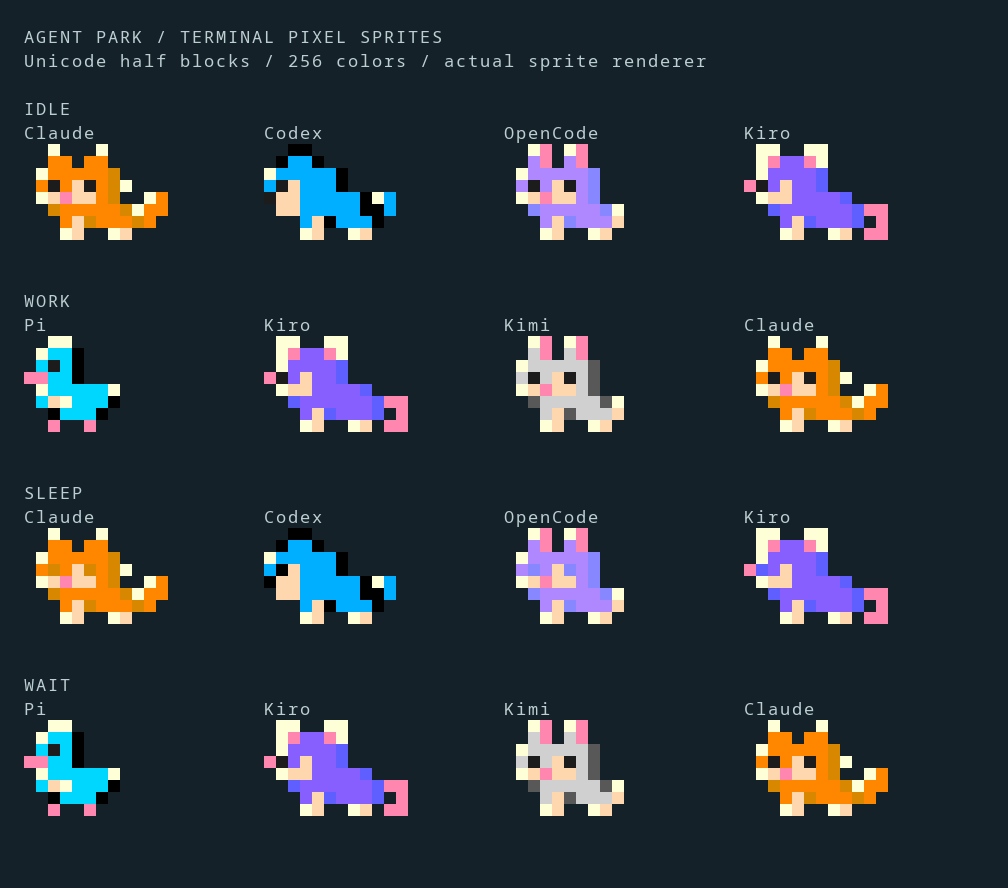 AGENT PARK / TERMINAL PIXEL SPRITES
Unicode half blocks / 256 colors / actual sprite renderer
IDLE
Claude Codex OpenCode Kiro
WORK
Pi Kiro Kimi Claude
SLEEP
Claude Codex OpenCode Kiro
WAIT
Pi Kiro Kimi Claude